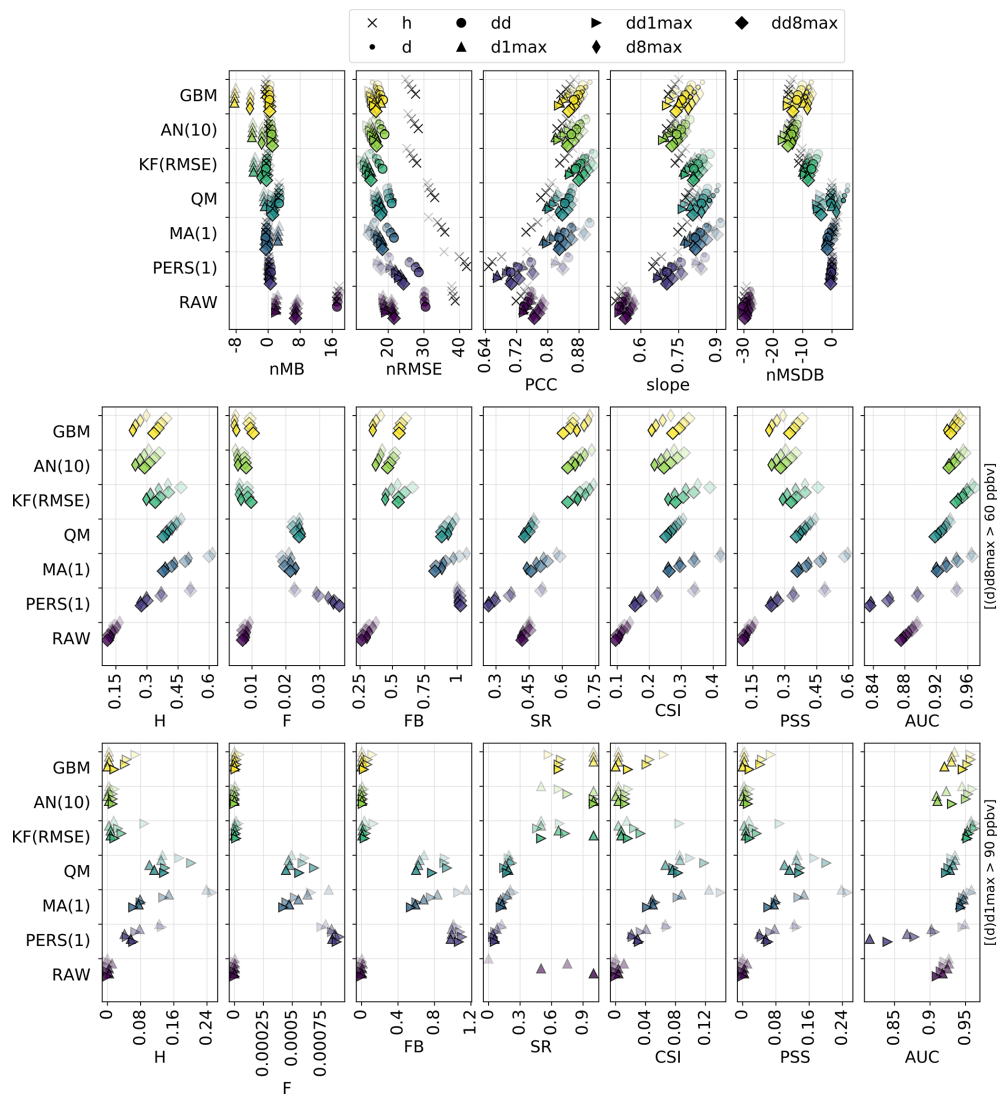 h dd dd1max dd8max
d d1max d8max
GBM
AN(10)
KF(RMSE)
QM
MA(1)
PERS(1)
RAW
-8 0 8 16 20 30 40 0.64 0.72 0.8 0.88 0.6 0.75 0.9 -30 -20 -10 0
nMB nRMSE PCC slope nMSDB
GBM
AN(10)
KF(RMSE)
QM
MA(1)
PERS(1)
RAW
[(d)d8max > 60 ppbv]
0.15 0.3 0.45 0.6 0.01 0.02 0.03 0.25 0.5 0.75 1 0.3 0.45 0.6 0.75 0.1 0.2 0.3 0.4 0.15 0.3 0.45 0.6 0.84 0.88 0.92 0.96
H F FB SR CSI PSS AUC
GBM
AN(10)
KF(RMSE)
QM
MA(1)
PERS(1)
RAW
[(d)d1max > 90 ppbv]
0 0.08 0.16 0.24 0.00025 0.0005 0.00075 0 0.4 0.8 1.2 0 0.3 0.6 0.9 0 0.04 0.08 0.12 0 0.08 0.16 0.24 0.85 0.9 0.95
H F FB SR CSI PSS AUC